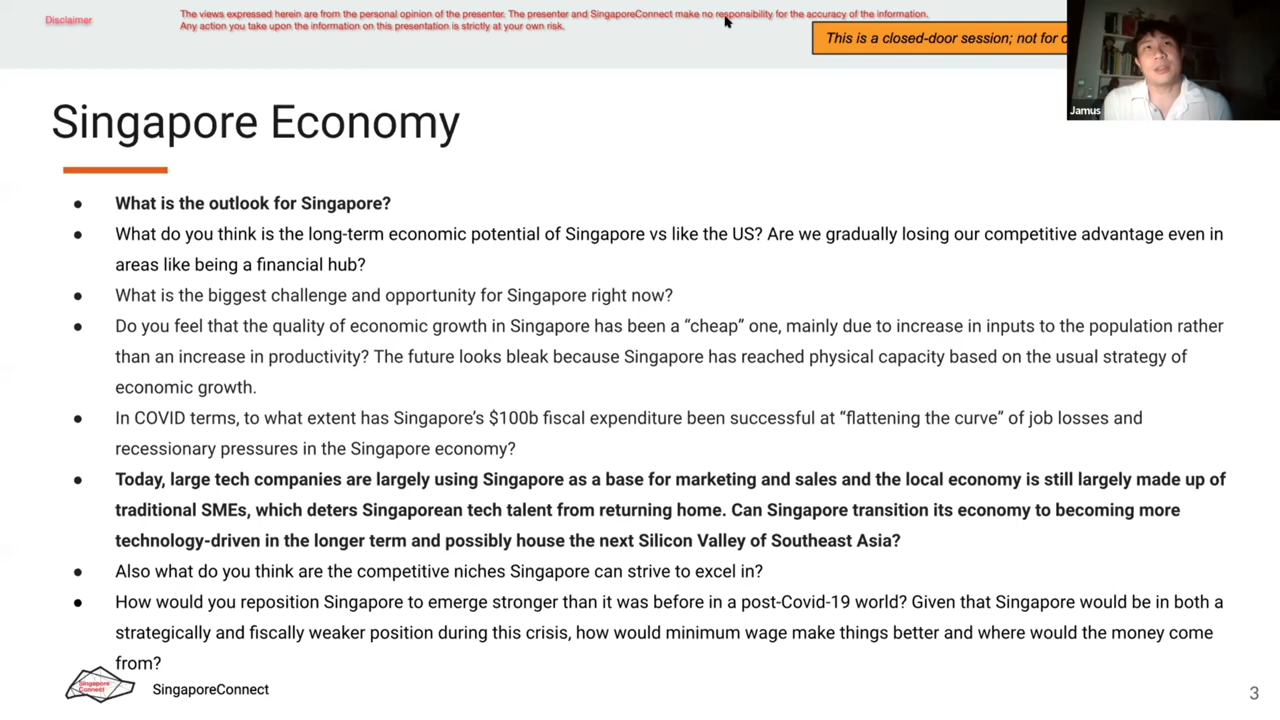 Disclaimer
The views expressed herein are from the personal opinion of the presenter. The presenter and SingaporeConnect make no responsibility for the accuracy of the information.
Any action you take upon the information on this presentation is strictly at your own risk.
This is a closed-door session; not for
Jamus
Singapore Economy
● What is the outlook for Singapore?
● What do you think is the long-term economic potential of Singapore vs like the US? Are we gradually losing our competitive advantage even in
areas like being a financial hub?
● What is the biggest challenge and opportunity for Singapore right now?
● Do you feel that the quality of economic growth in Singapore has been a “cheap” one, mainly due to increase in inputs to the population rather
than an increase in productivity? The future looks bleak because Singapore has reached physical capacity based on the usual strategy of
economic growth.
● In COVID terms, to what extent has Singapore’s $100b fiscal expenditure been successful at “flattening the curve” of job losses and
recessionary pressures in the Singapore economy?
● Today, large tech companies are largely using Singapore as a base for marketing and sales and the local economy is still largely made up of
traditional SMEs, which deters Singaporean tech talent from returning home. Can Singapore transition its economy to becoming more
technology-driven in the longer term and possibly house the next Silicon Valley of Southeast Asia?
● Also what do you think are the competitive niches Singapore can strive to excel in?
● How would you reposition Singapore to emerge stronger than it was before in a post-Covid-19 world? Given that Singapore would be in both a
strategically and fiscally weaker position during this crisis, how would minimum wage make things better and where would the money come
from?
Singapore
Connect
SingaporeConnect
3